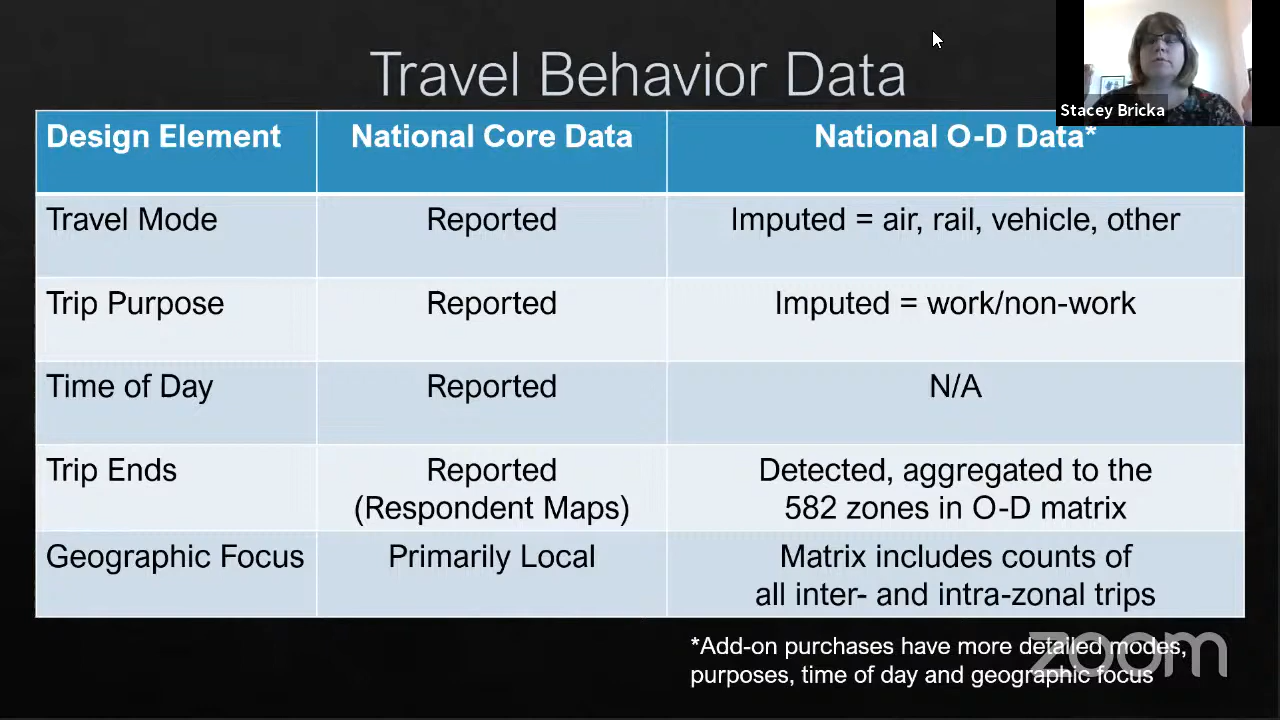 Travel Behavior Data
Stacey Bricka
Design Element
National Core Data
National O-D Data*
Travel Mode
Reported
Imputed = air, rail, vehicle, other
Trip Purpose
Reported
Imputed = work/non-work
Time of Day
Reported
N/A
Trip Ends
Reported
(Respondent Maps)
Detected, aggregated to the
582 zones in O-D matrix
Geographic Focus
Primarily Local
Matrix includes counts of
all inter- and intra-zonal trips
*Add-on purchases have more detailed modes,
purposes, time of day and geographic focus
zoom